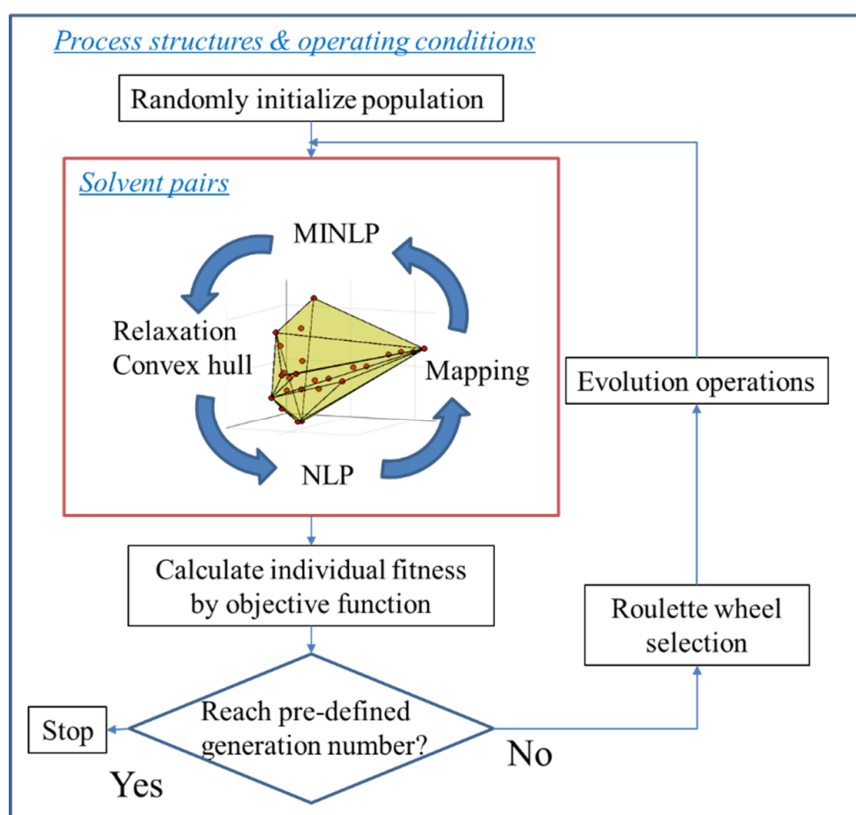 Process structures & operating conditions
Randomly initialize population
Solvent pairs
MINLP
Relaxation
Convex hull
Mapping
NLP
Evolution operations
Calculate individual fitness
by objective function
Roulette wheel
selection
Reach pre-defined
generation number?
Stop
No
Yes